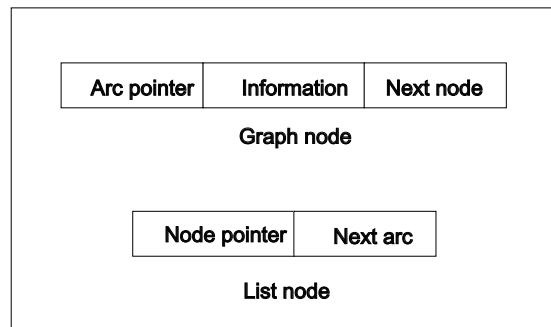 Arc pointer Information Next node
Graph node
Node pointer Next arc
List node